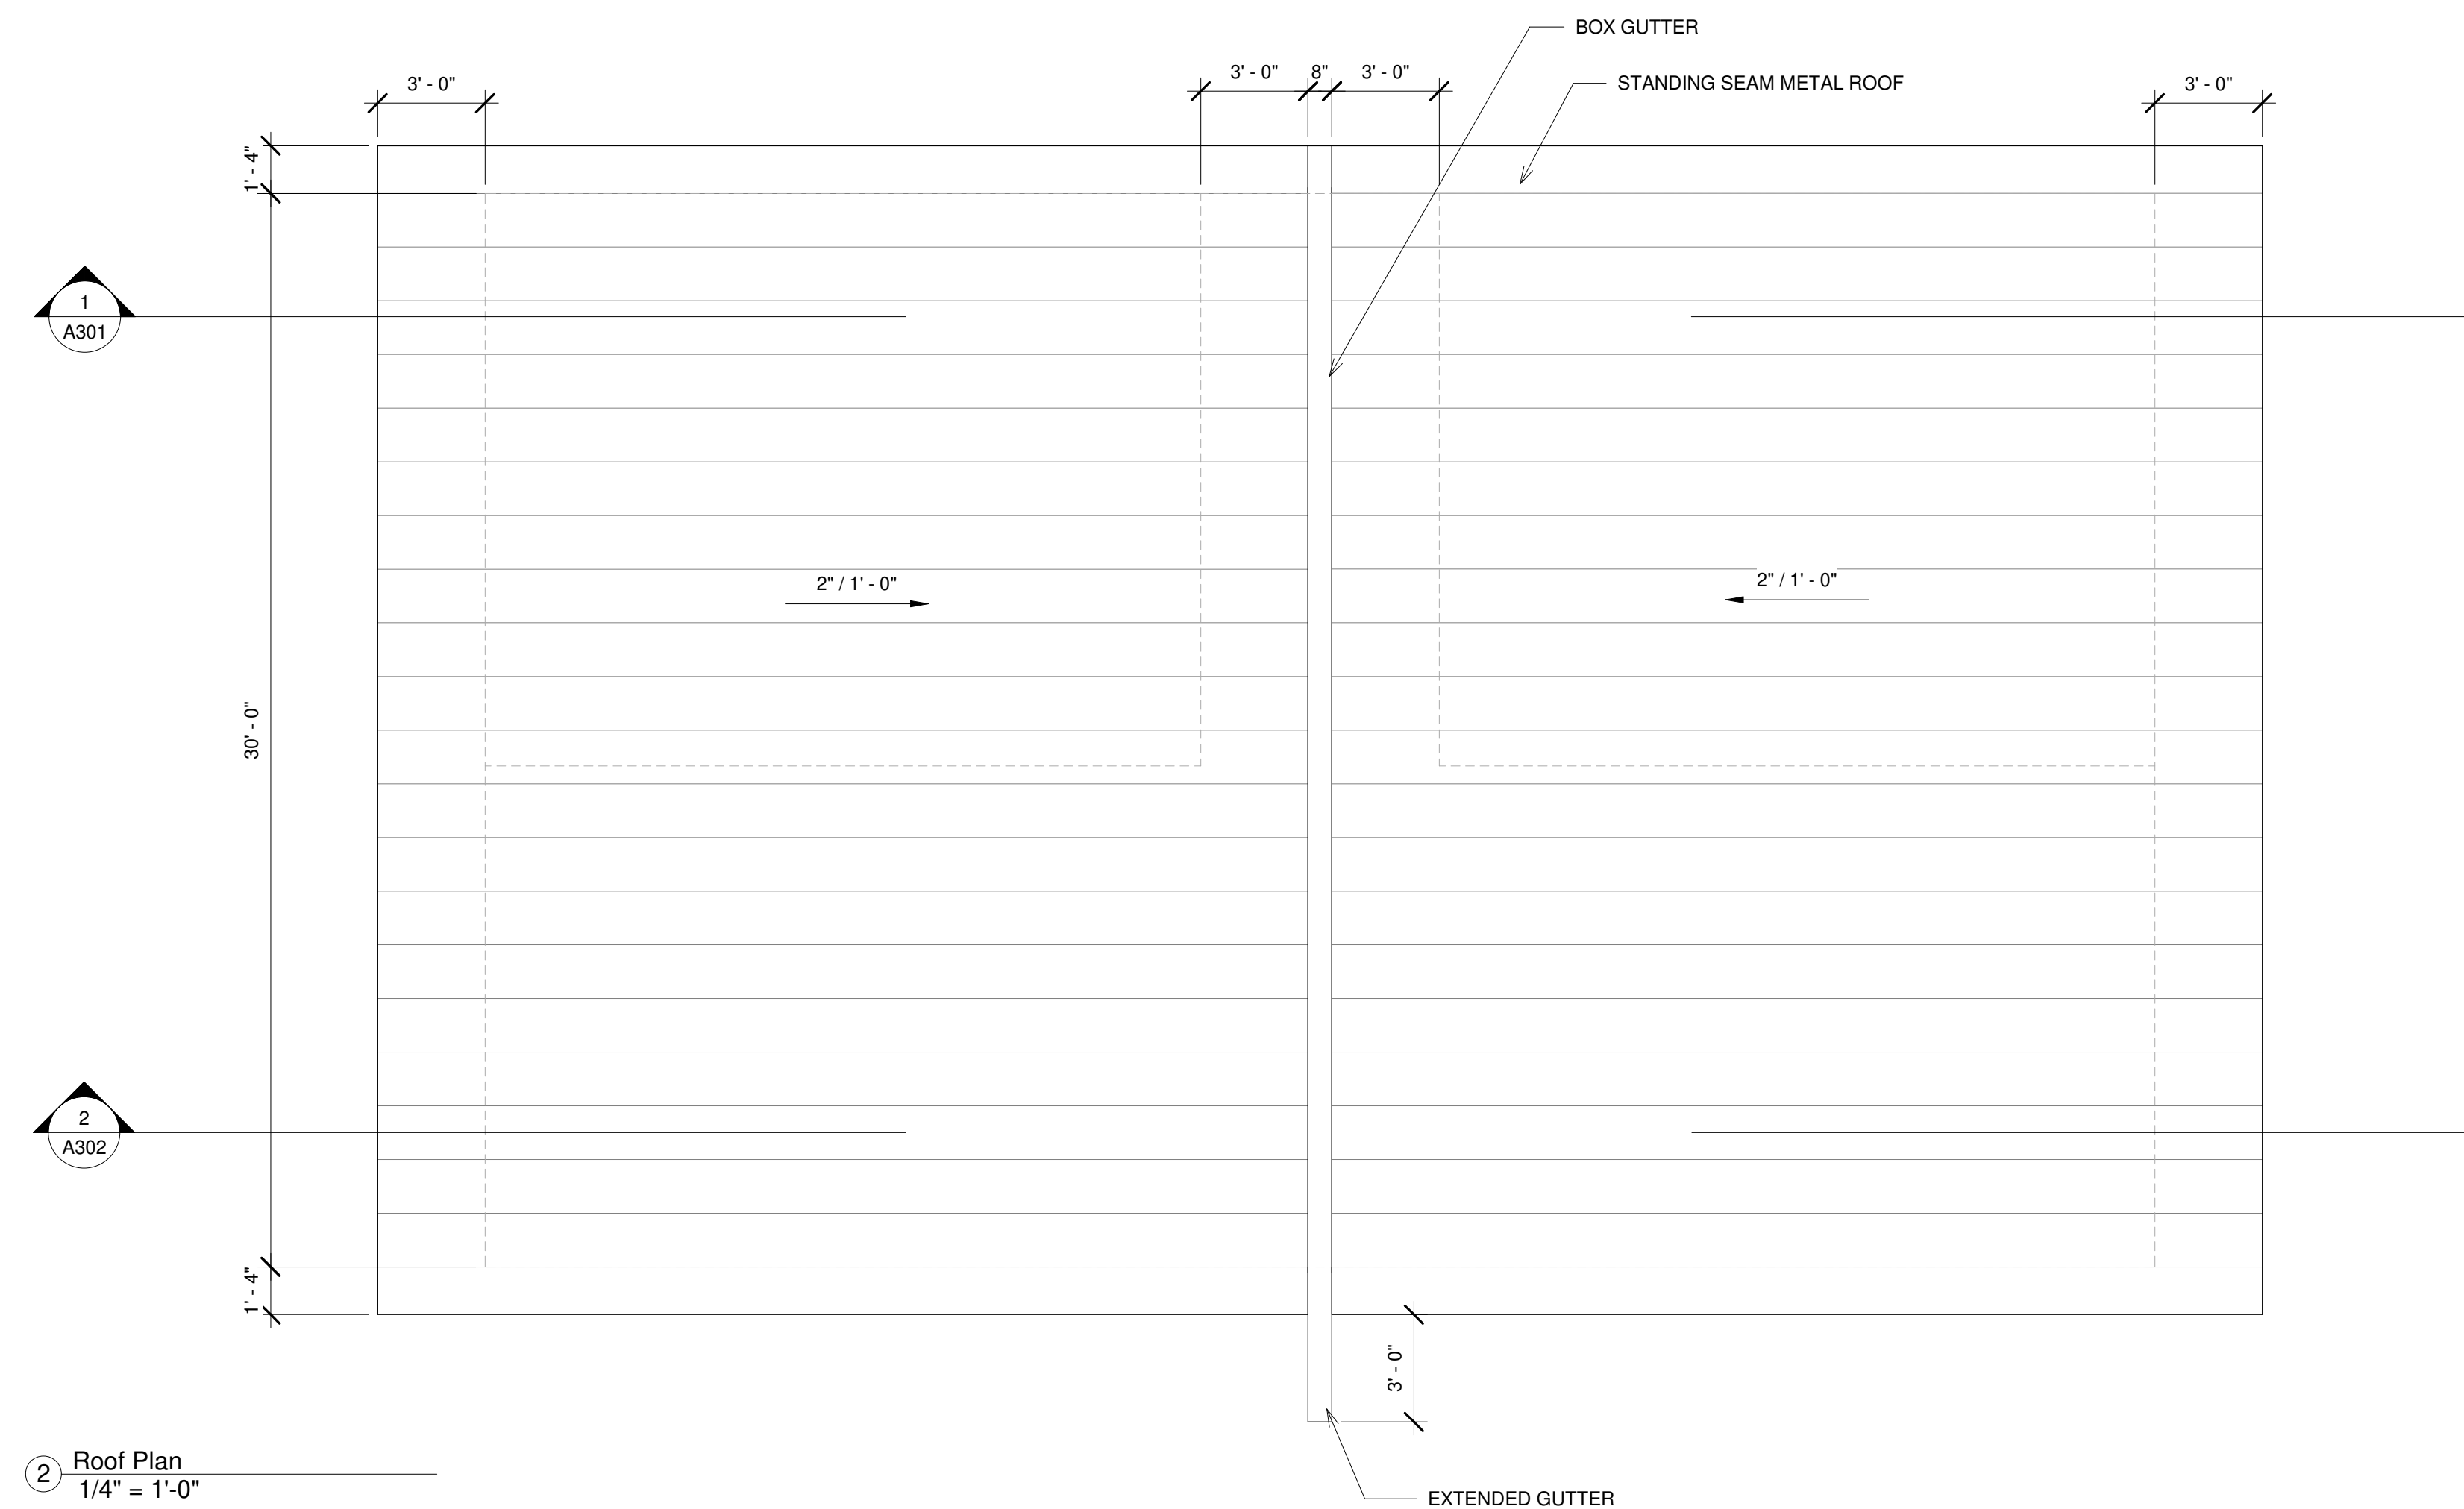 BOX GUTTER
3' - 0"
8"
3' - 0"
STANDING SEAM METAL ROOF
3' - 0"
3' - 0"
1' - 4"
1
A301
2" / 1' - 0"
2" / 1' - 0"
30' - 0"
2
A302
1' - 4"
3' - 0"
2
Roof Plan
1/4" = 1'-0"
EXTENDED GUTTER